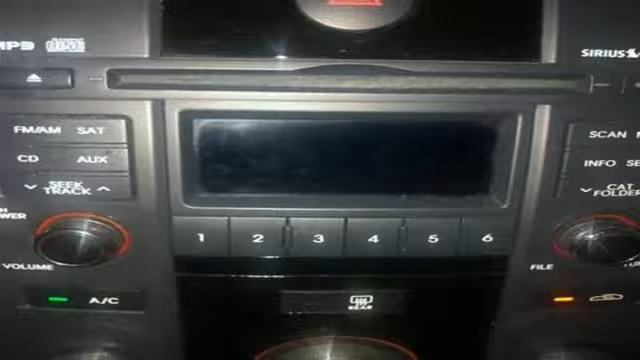 MP3
SIRIUS
FM/AM SAT
SCAN
CD AUX
INFO
SEEK
TRACK
CAT
FOLDER
1 2 3 4 5 6
VOLUME
FILE
A/C
REAR